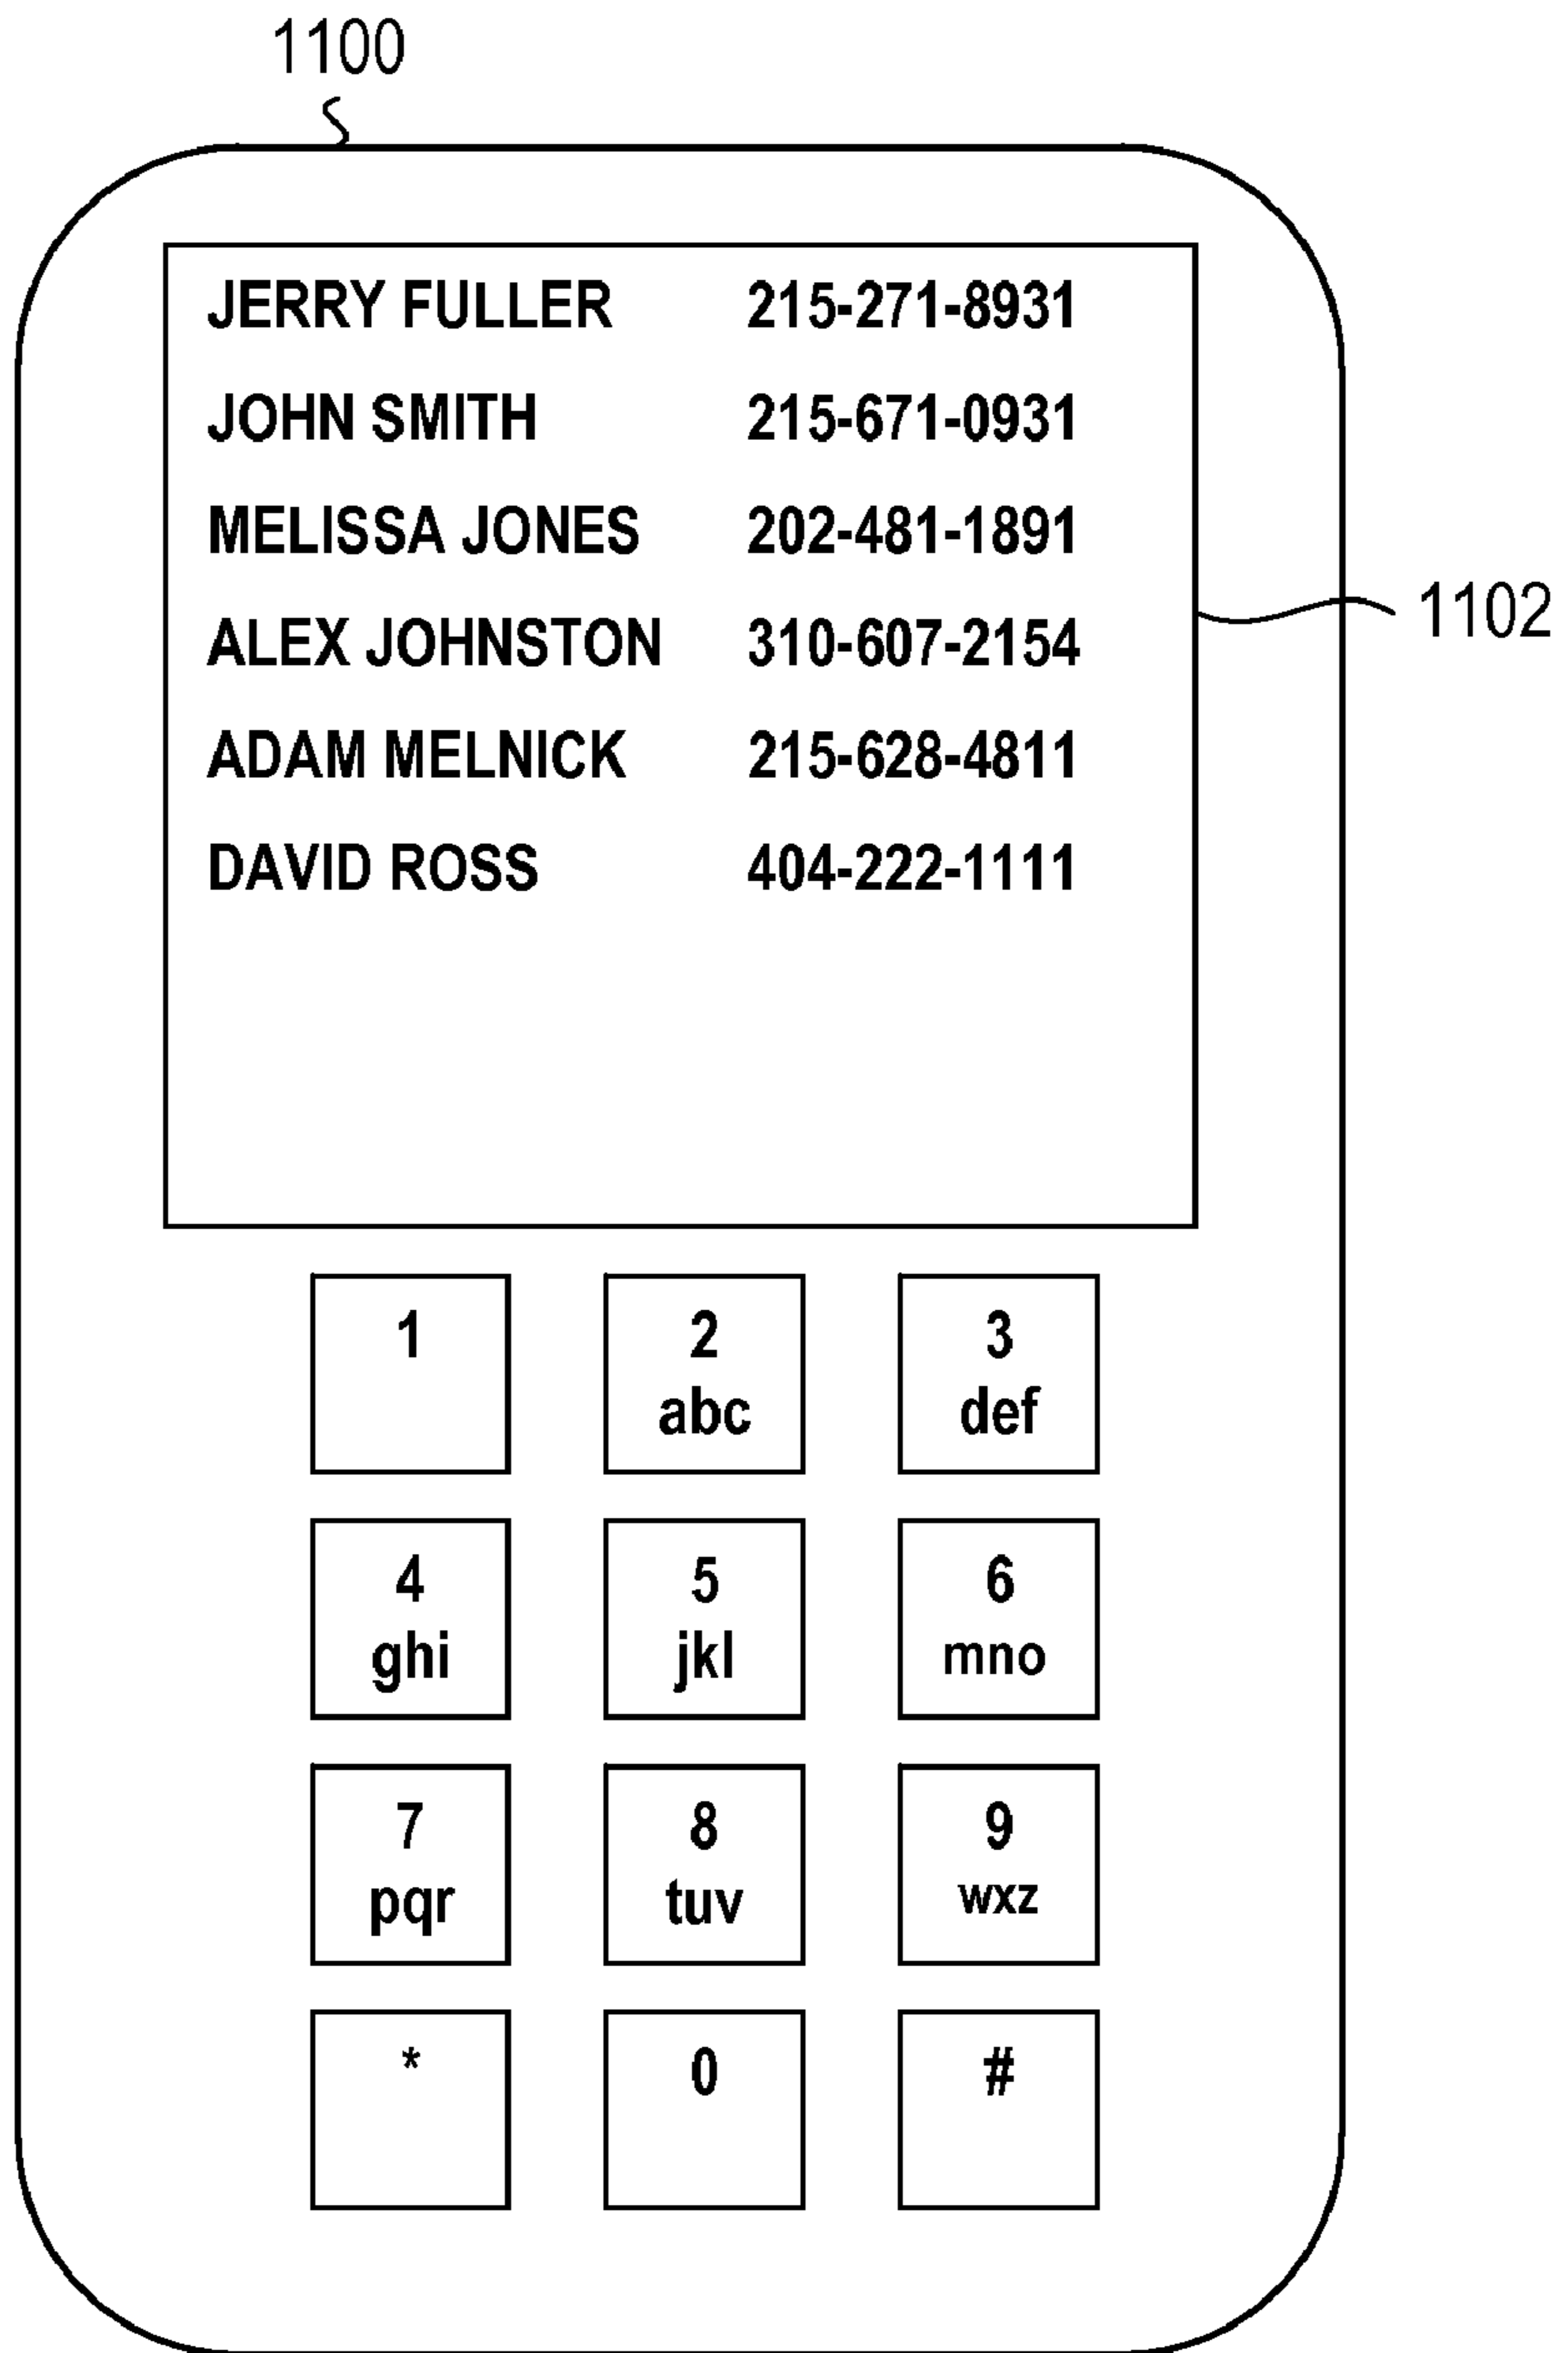 1100
JERRY FULLER 215-271-8931
JOHN SMITH 215-671-0931
MELISSA JONES 202-481-1891
ALEX JOHNSTON 310-607-2154
1102
ADAM MELNICK 215-628-4811
DAVID ROSS 404-222-1111
1 2 3
abc def
4 5 6
ghi jkl mno
7 8 9
pqr tuv wxz
* 0 #